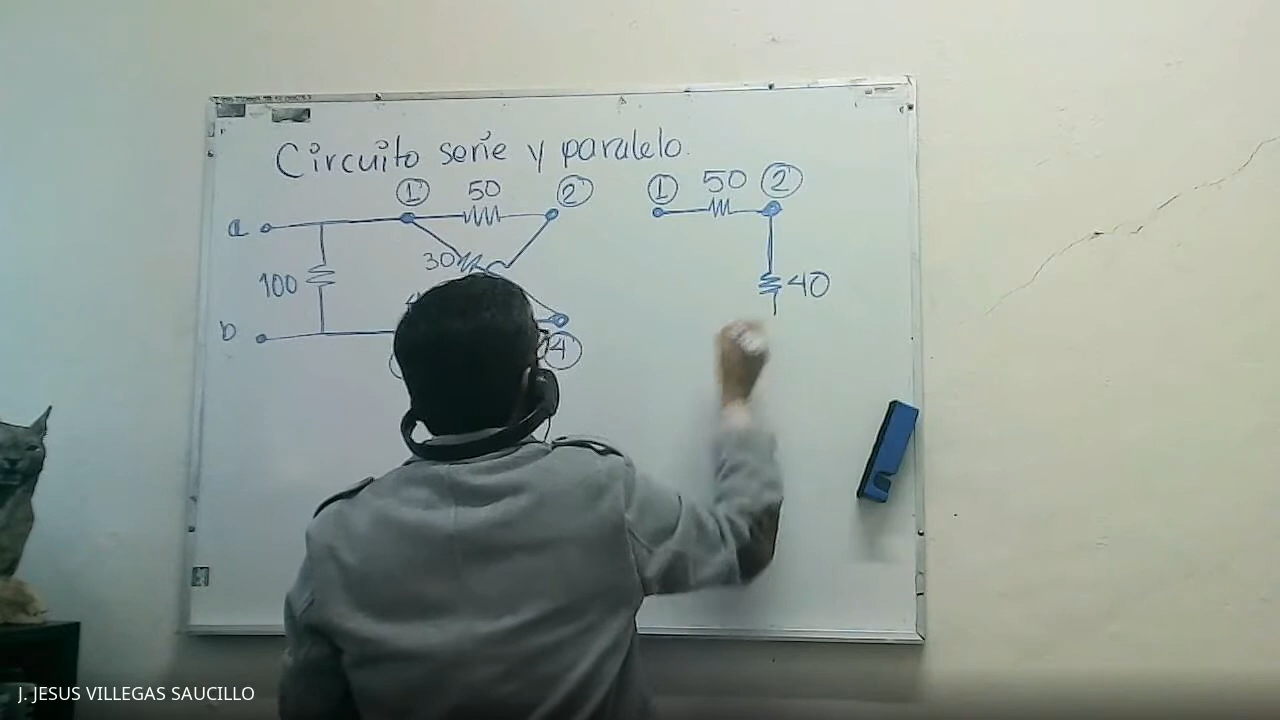 Circuito serie y paralelo.
1 50 2 1 50 2
a
30
100 40
b
4
J. JESUS VILLEGAS SAUCILLO